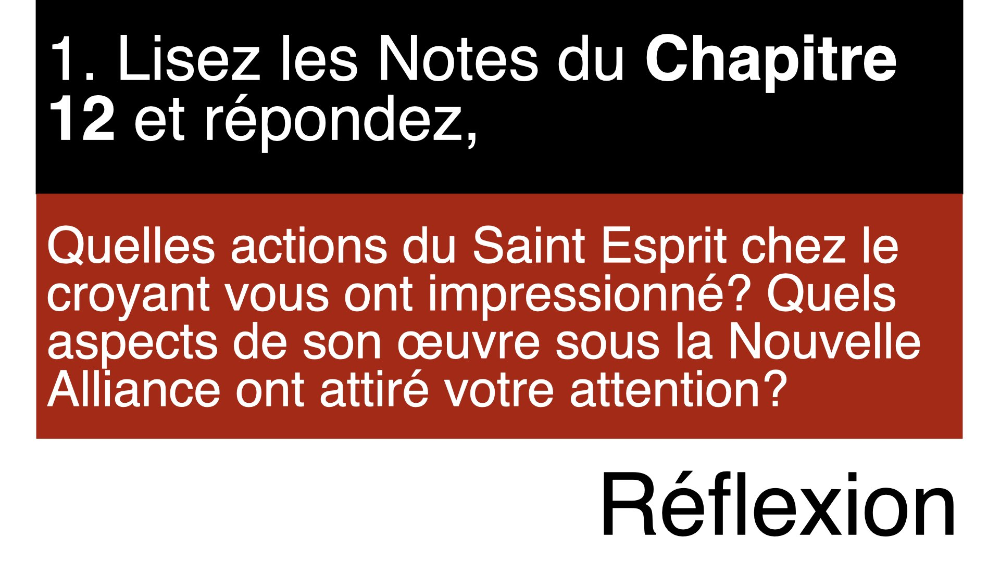 1. Lisez les Notes du Chapitre
12 et répondez,
Quelles actions du Saint Esprit chez le
croyant vous ont impressionné? Quels
aspects de son œuvre sous la Nouvelle
Alliance ont attiré votre attention?
Réflexion